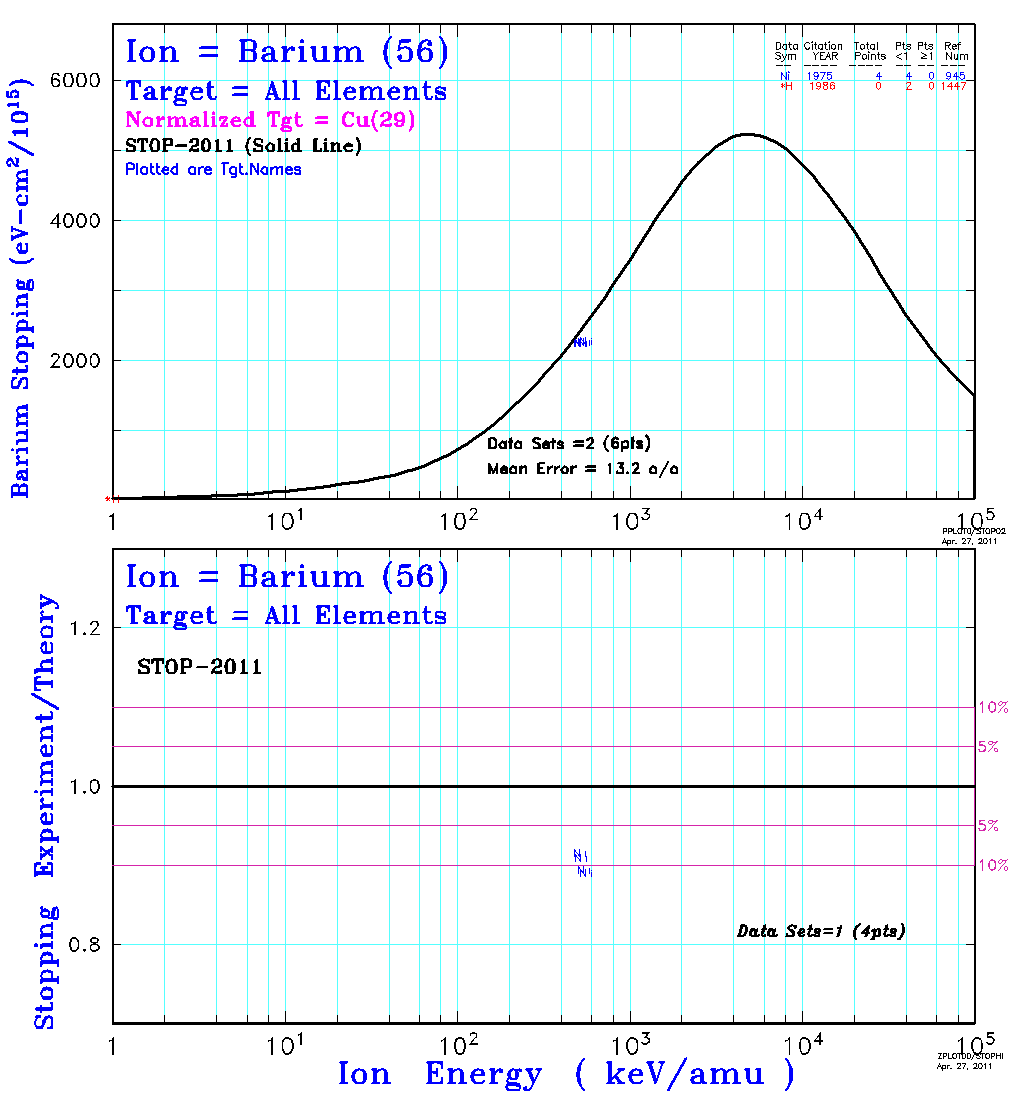 Ion = Barium (56)
Target = All Elements
Normalized Tgt = Cu(29)
STOP-2011 (Solid Line)
Plotted are Tgt.Names
Data Citation Total Pts Pts Ref
Sym YEAR Points <1 ≥1 Num
Ni 1975 4 4 0 945
*H 1986 0 2 0 1447
Barium Stopping (eV-cm²/10¹⁵)
6000
4000
2000
Data Sets =2 (6pts)
Mean Error = 13.2 o/o
1 10¹ 10² 10³ 10⁴ 10⁵
PPLOTO/STOPO2
Apr. 27, 2011
Ion = Barium (56)
Target = All Elements
STOP-2011
Stopping Experiment/Theory
1.2
1.0
0.8
10%
5%
5%
10%
Ni
Ni
Data Sets=1 (4pts)
1 10¹ 10² 10³ 10⁴ 10⁵
Ion Energy ( keV/amu )
ZPLOTOD/STOPHI
Apr. 27, 2011